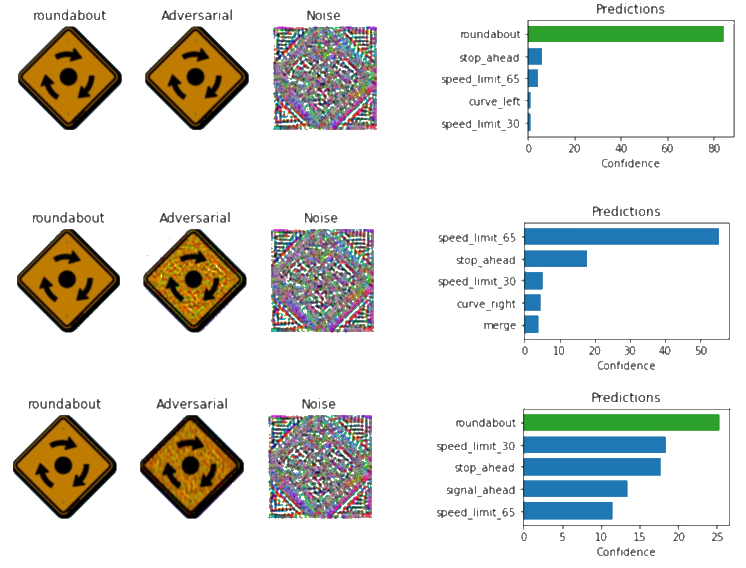 roundabout Adversarial Noise Predictions
roundabout
stop_ahead
speed_limit_65
curve_left
speed_limit_30
0 20 40 60 80
Confidence
roundabout Adversarial Noise Predictions
speed_limit_65
stop_ahead
speed_limit_30
curve_right
merge
0 10 20 30 40 50
Confidence
roundabout Adversarial Noise Predictions
roundabout
speed_limit_30
stop_ahead
signal_ahead
speed_limit_65
0 5 10 15 20 25
Confidence